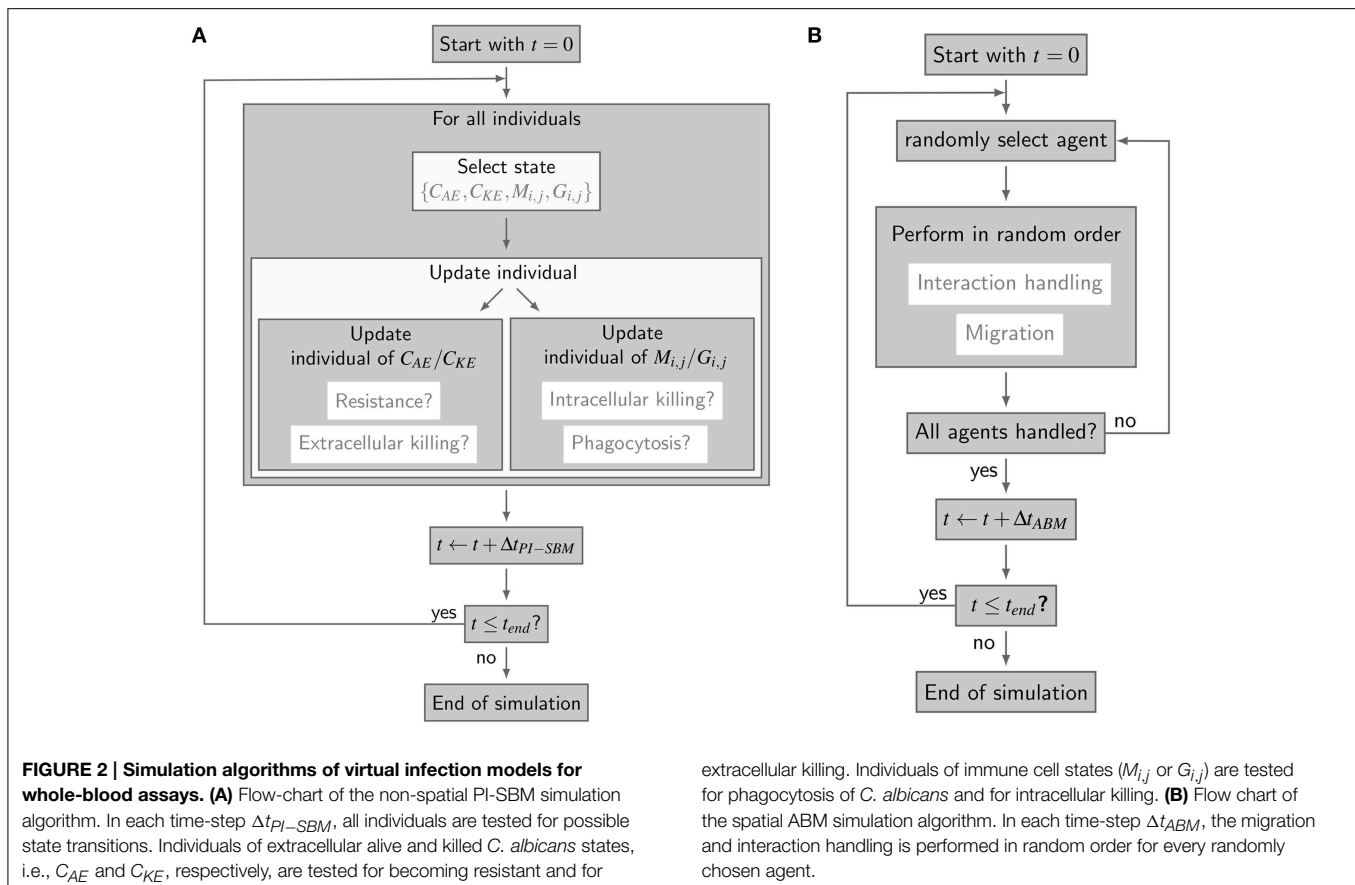 A
Start with t = 0
For all individuals
Select state
{C_AE, C_KE, M_i,j, G_i,j}
Update individual
Update
individual of C_AE/C_KE
Resistance?
Extracellular killing?
Update
individual of M_i,j/G_i,j
Intracellular killing?
Phagocytosis?
t ← t + Δt_PI−SBM
yes
t ≤ t_end?
no
End of simulation
B
Start with t = 0
randomly select agent
Perform in random order
Interaction handling
Migration
All agents handled?
no
yes
t ← t + Δt_ABM
yes
t ≤ t_end?
no
End of simulation
FIGURE 2 | Simulation algorithms of virtual infection models for
whole-blood assays. (A) Flow-chart of the non-spatial PI-SBM simulation
algorithm. In each time-step Δt_PI−SBM, all individuals are tested for possible
state transitions. Individuals of extracellular alive and killed C. albicans states,
i.e., C_AE and C_KE, respectively, are tested for becoming resistant and for
extracellular killing. Individuals of immune cell states (M_i,j or G_i,j) are tested
for phagocytosis of C. albicans and for intracellular killing. (B) Flow chart of
the spatial ABM simulation algorithm. In each time-step Δt_ABM, the migration
and interaction handling is performed in random order for every randomly
chosen agent.